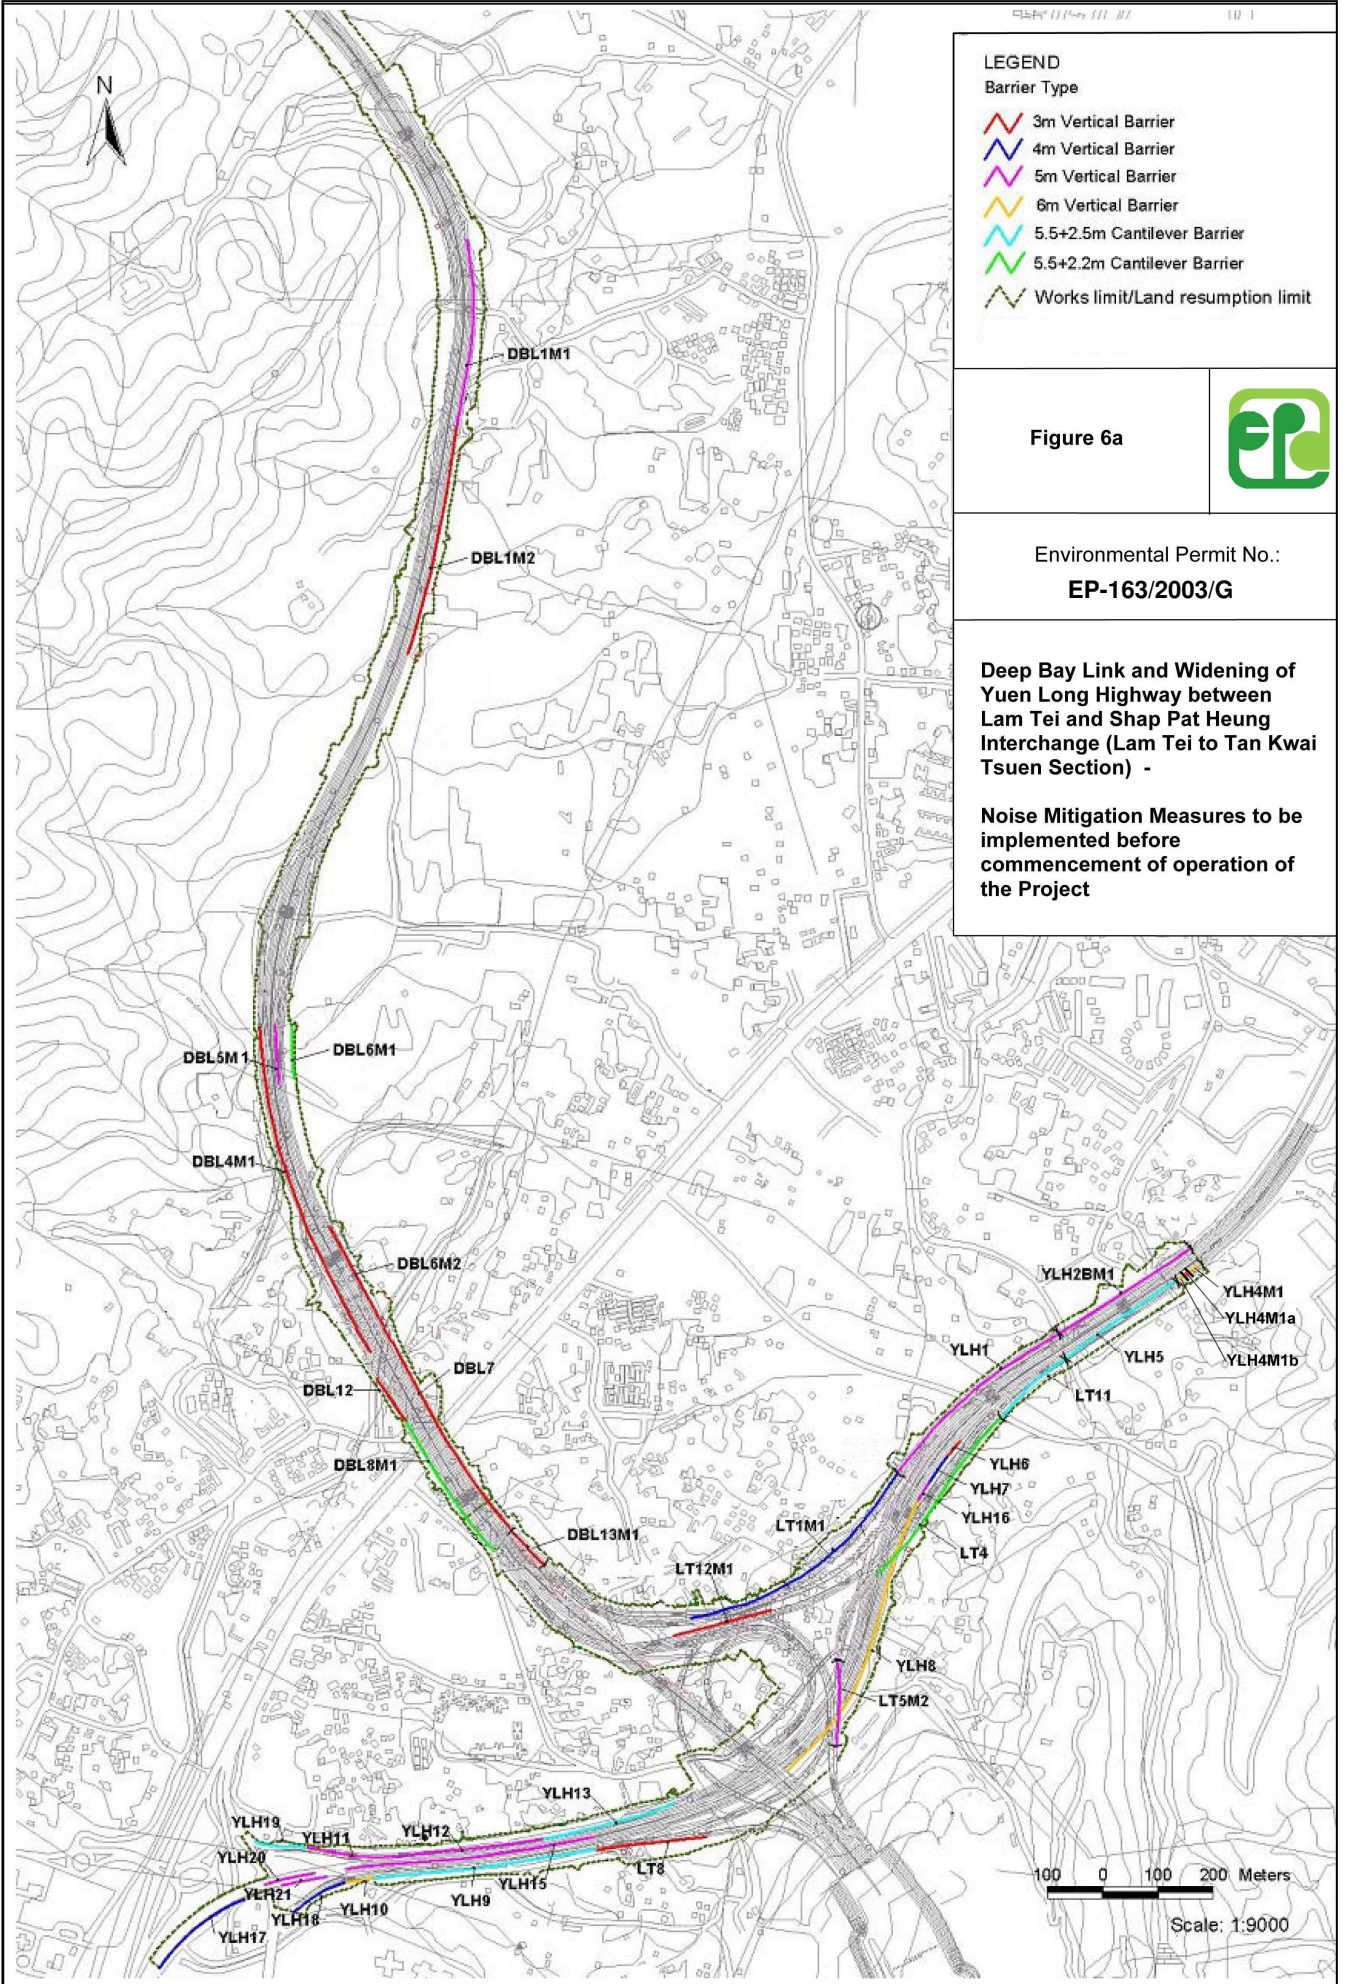 N
LEGEND
Barrier Type
3m Vertical Barrier
4m Vertical Barrier
5m Vertical Barrier
6m Vertical Barrier
5.5+2.5m Cantilever Barrier
5.5+2.2m Cantilever Barrier
Works limit/Land resumption limit
Figure 6a
Environmental Permit No.:
EP-163/2003/G
Deep Bay Link and Widening of
Yuen Long Highway between
Lam Tei and Shap Pat Heung
Interchange (Lam Tei to Tan Kwai
Tsuen Section) -
Noise Mitigation Measures to be
implemented before
commencement of operation of
the Project
DBL1M1
DBL1M2
DBL5M1
DBL6M1
DBL4M1
DBL6M2
DBL7
DBL12
DBL8M1
DBL13M1
YLH2BM1
YLH4M1
YLH4M1a
YLH4M1b
YLH1
YLH5
LT11
YLH6
YLH7
YLH16
LT4
LT1M1
LT12M1
YLH8
LT5M2
YLH13
YLH19
YLH11
YLH12
YLH20
LT8
YLH21
YLH15
YLH9
YLH10
YLH18
YLH17
100 0 100 200 Meters
Scale: 1:9000